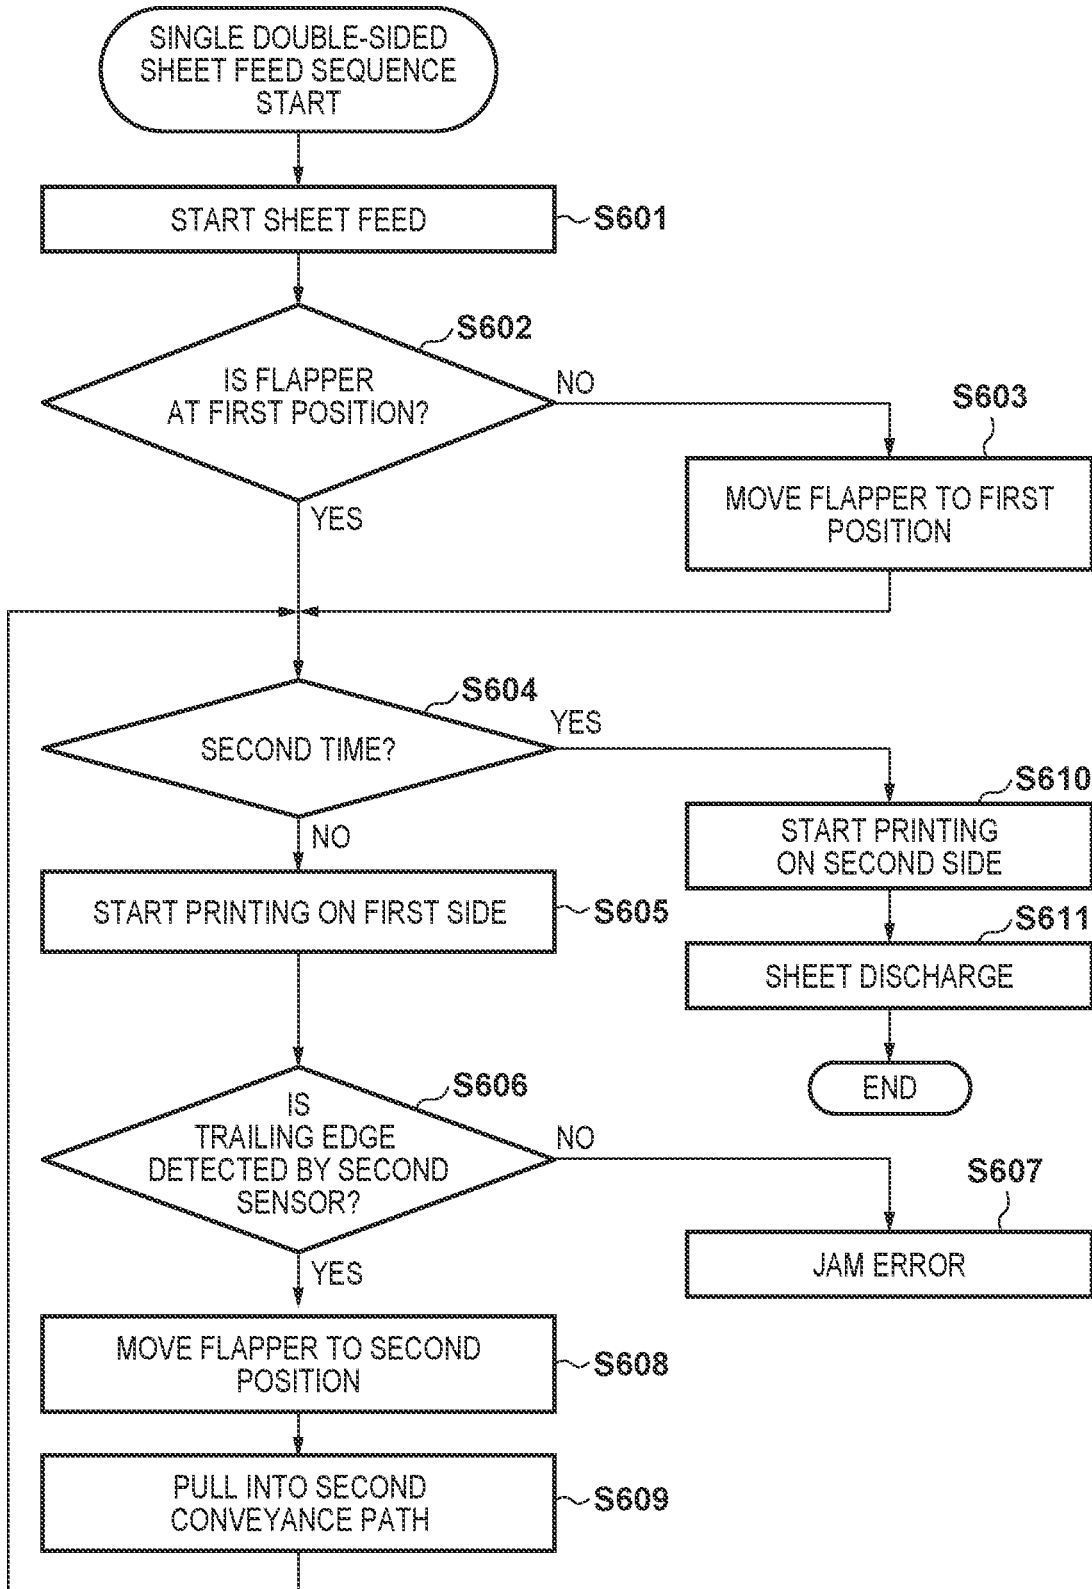 SINGLE DOUBLE-SIDED
SHEET FEED SEQUENCE
START
START SHEET FEED
S601
S602
IS FLAPPER
AT FIRST POSITION?
NO
YES
S603
MOVE FLAPPER TO FIRST
POSITION
S604
SECOND TIME?
YES
NO
S610
START PRINTING
ON SECOND SIDE
START PRINTING ON FIRST SIDE
S605
S611
SHEET DISCHARGE
END
S606
IS
TRAILING EDGE
DETECTED BY SECOND
SENSOR?
NO
YES
S607
JAM ERROR
MOVE FLAPPER TO SECOND
POSITION
S608
PULL INTO SECOND
CONVEYANCE PATH
S609